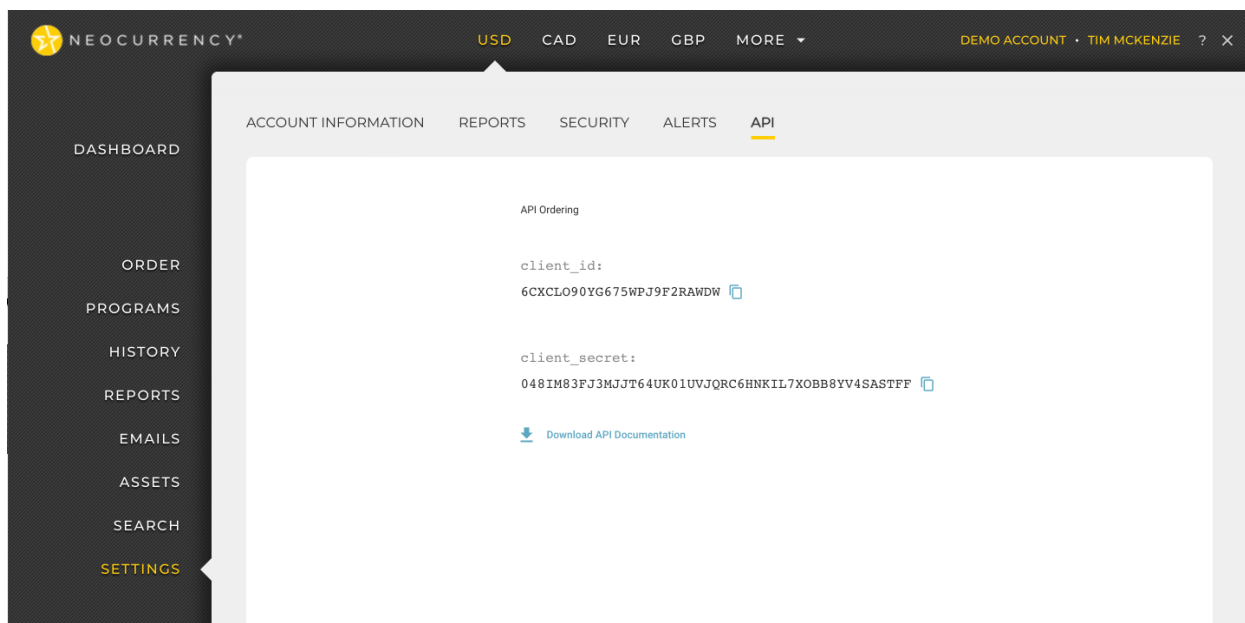 NEOCURRENCY®
USD CAD EUR GBP MORE
DEMO ACCOUNT • TIM MCKENZIE ? ×
ACCOUNT INFORMATION REPORTS SECURITY ALERTS API
DASHBOARD
ORDER
PROGRAMS
HISTORY
REPORTS
EMAILS
ASSETS
SEARCH
SETTINGS
API Ordering
client_id:
6CXCLO90YG675WPJ9F2RAWDW
client_secret:
048IM83FJ3MJJT64UK01UVJQRC6HNKIL7XOBB8YV4SASTFF
Download API Documentation